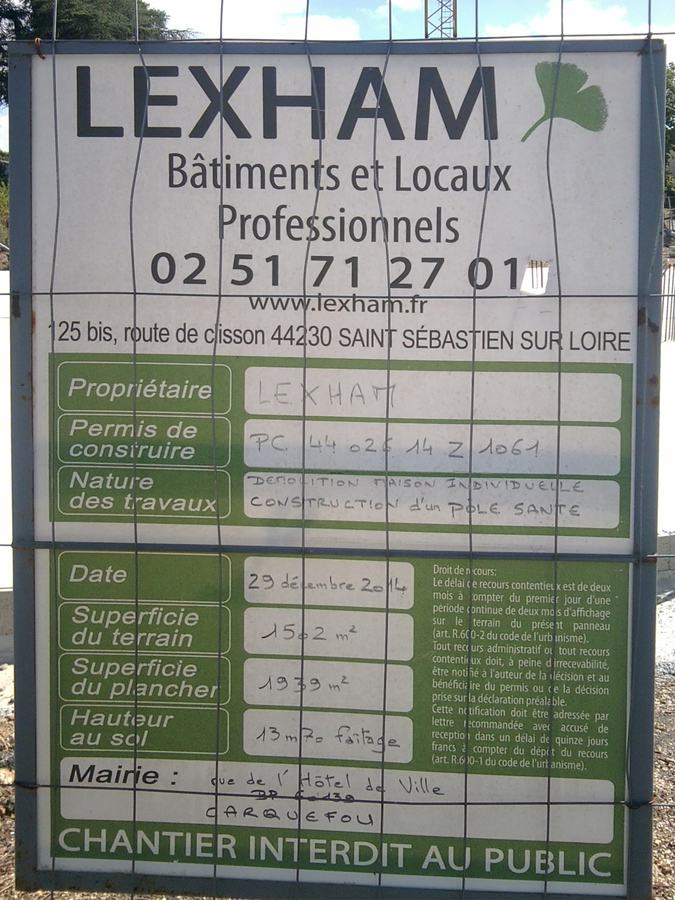 LEXHAM
Bâtiments et Locaux
Professionnels
02 51 71 27 01
www.lexham.fr
125 bis, route de clisson 44230 SAINT SÉBASTIEN SUR LOIRE
Propriétaire
LEXHAM
Permis de
construire
PC 44 026 14 Z 1061
Nature
des travaux
DEMOLITION MAISON INDIVIDUELLE
CONSTRUCTION d'un PÔLE SANTE
Date
29 décembre 2014
Superficie
du terrain
1502 m²
Superficie
du plancher
1939 m²
Hauteur
au sol
13m70 faîtage
Droit de recours:
Le délai de recours contentieux est de deux
mois à compter du premier jour d'une
période continue de deux mois d'affichage
sur le terrain du présent panneau
(art. R.600-2 du code de l'urbanisme).
Tout recours administratif ou tout recours
contentieux doit, à peine d'irrecevabilité,
être notifié à l'auteur de la décision et au
bénéficiaire du permis ou de la décision
prise sur la déclaration préalable.
Cette notification doit être adressée par
lettre recommandée avec accusé de
reception dans un délai de quinze jours
francs à compter du dépôt du recours
(art. R.600-1 du code de l'urbanisme).
Mairie : rue de l'Hôtel de Ville
CARQUEFOU
CHANTIER INTERDIT AU PUBLIC